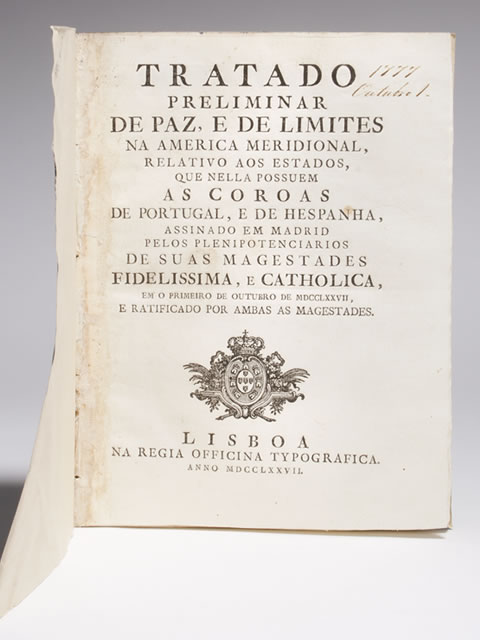 TRATADO
PRELIMINAR
DE PAZ, E DE LIMITES
NA AMERICA MERIDIONAL,
RELATIVO AOS ESTADOS,
QUE NELLA POSSUEM
AS COROAS
DE PORTUGAL, E DE HESPANHA,
ASSINADO EM MADRID
PELOS PLENIPOTENCIARIOS
DE SUAS MAGESTADES
FIDELISSIMA, E CATHOLICA,
EM O PRIMEIRO DE OUTUBRO DE MDCCLXXVII,
E RATIFICADO POR AMBAS AS MAGESTADES.
1777
Outubro 1.
LISBOA
NA REGIA OFFICINA TYPOGRAFICA.
ANNO MDCCLXXVII.